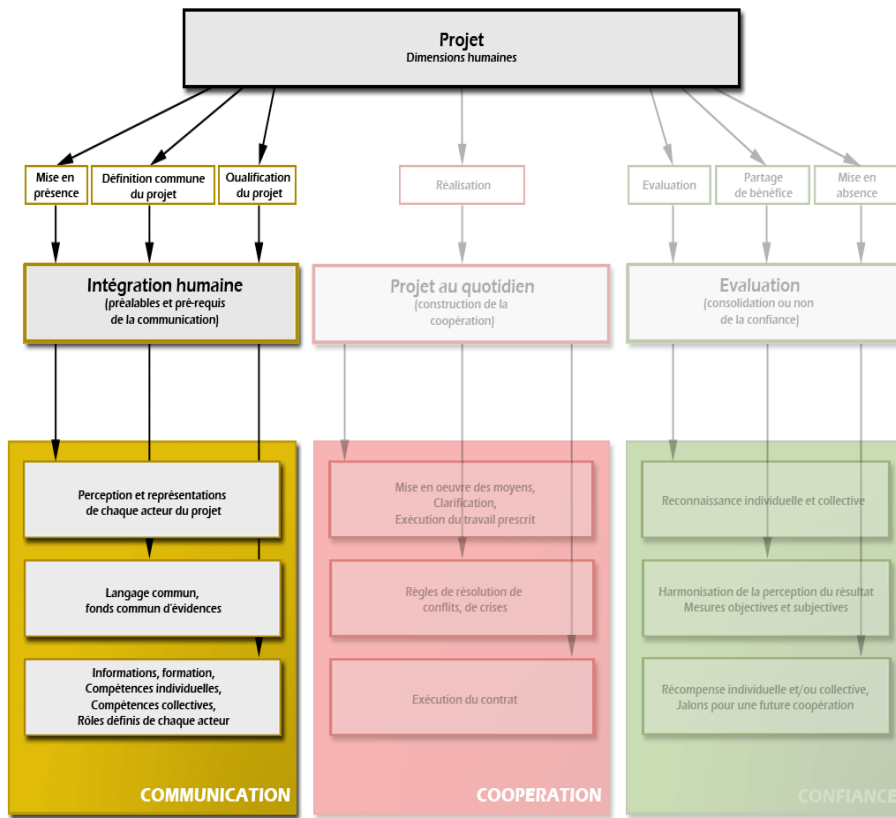 Projet
Dimensions humaines
Mise en
présence
Définition commune
du projet
Qualification
du projet
Réalisation
Evaluation
Partage
de bénéfice
Mise en
absence
Intégration humaine
(préalables et pré-requis
de la communication)
Projet au quotidien
(construction de la
coopération)
Evaluation
(consolidation ou non
de la confiance)
Perception et représentations
de chaque acteur du projet
Langage commun,
fonds commun d'évidences
Informations, formation,
Compétences individuelles,
Compétences collectives,
Rôles définis de chaque acteur
COMMUNICATION
Mise en oeuvre des moyens,
Clarification,
Exécution du travail prescrit
Règles de résolution de
conflits, de crises
Exécution du contrat
COOPERATION
Reconnaissance individuelle et collective
Harmonisation de la perception du résultat
Mesures objectives et subjectives
Récompense individuelle et/ou collective,
Jalons pour une future coopération
CONFIANCE